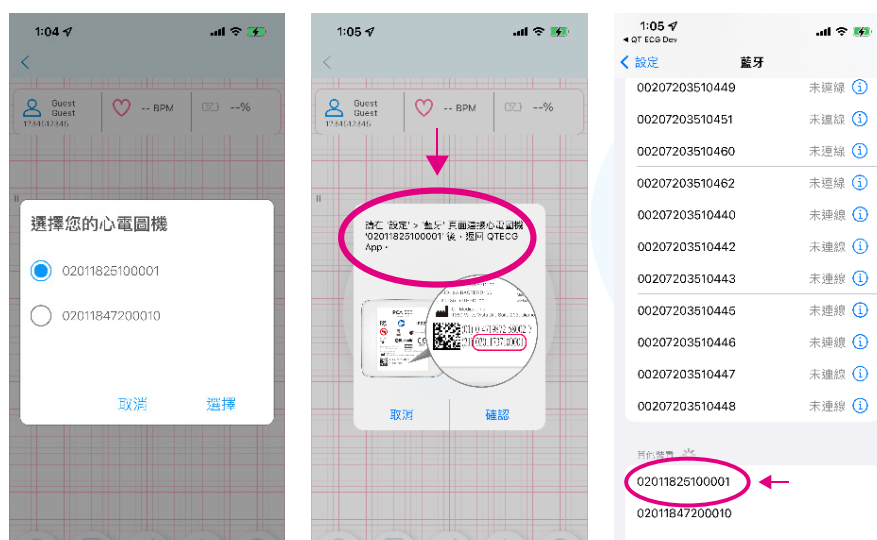 1:04
Guest
Guest
1234512345
-- BPM
--%
選擇您的心電圖機
02011825100001
02011847200010
取消
選擇
1:05
Guest
Guest
1234512345
-- BPM
--%
請在 '設定' > '藍牙' 頁面連接心電圖機
'02011825100001' 後，返回 QTECG
App。
PCA
取消
確認
1:05
QT ECG Dev
設定
藍牙
00207203510449 未連線
00207203510451 未連線
00207203510460 未連線
00207203510462 未連線
00207203510440 未連線
00207203510442 未連線
00207203510443 未連線
00207203510445 未連線
00207203510446 未連線
00207203510447 未連線
00207203510448 未連線
其他裝置
02011825100001
02011847200010